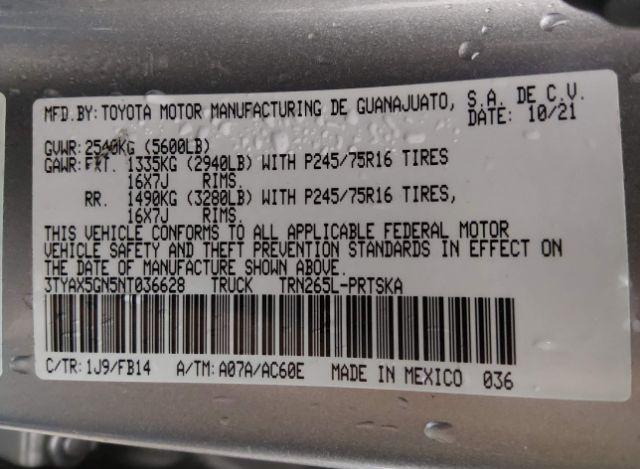 MFD.BY: TOYOTA MOTOR MANUFACTURING DE GUANAJUATO, S.A. DE C.V.
DATE: 10/21
GVWR: 2540KG (5600LB)
GAWR: FRT. 1335KG (2940LB) WITH P245/75R16 TIRES
16X7J RIMS.
RR. 1490KG (3280LB) WITH P245/75R16 TIRES,
16X7J RIMS.
THIS VEHICLE CONFORMS TO ALL APPLICABLE FEDERAL MOTOR
VEHICLE SAFETY AND THEFT PREVENTION STANDARDS IN EFFECT ON
THE DATE OF MANUFACTURE SHOWN ABOVE.
3TYAX5GN5NT036628 TRUCK TRN265L-PRTSKA
C/TR: 1J9/FB14 A/TM: A07A/AC60E MADE IN MEXICO 036